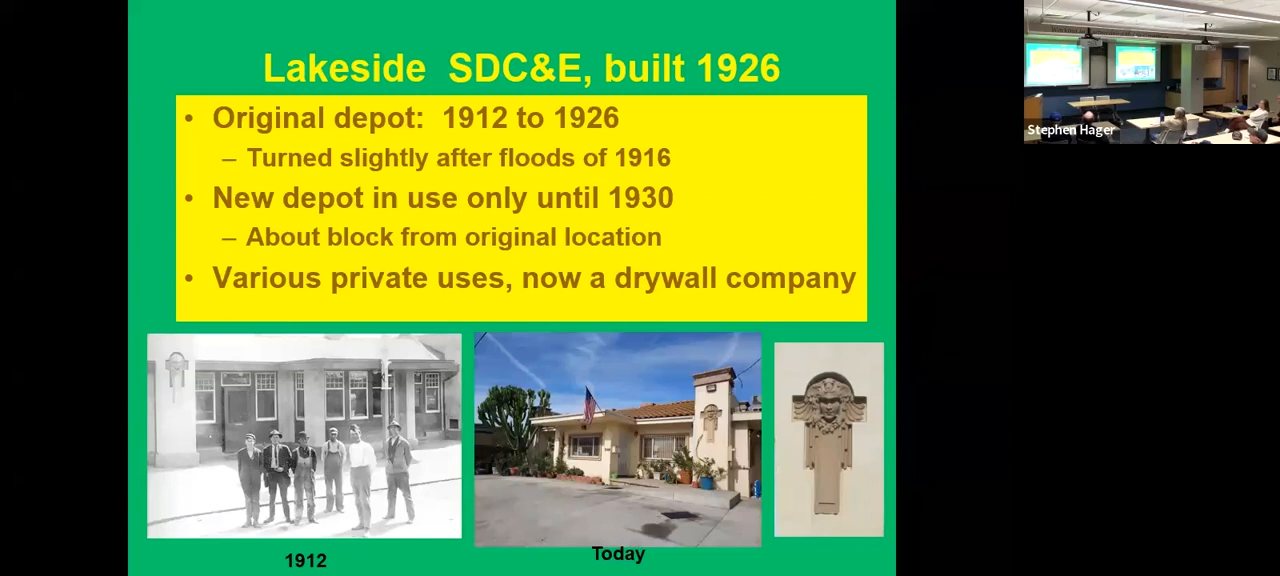 Lakeside SDC&E, built 1926
• Original depot: 1912 to 1926
– Turned slightly after floods of 1916
• New depot in use only until 1930
– About block from original location
• Various private uses, now a drywall company
1912
Today
Stephen Hager